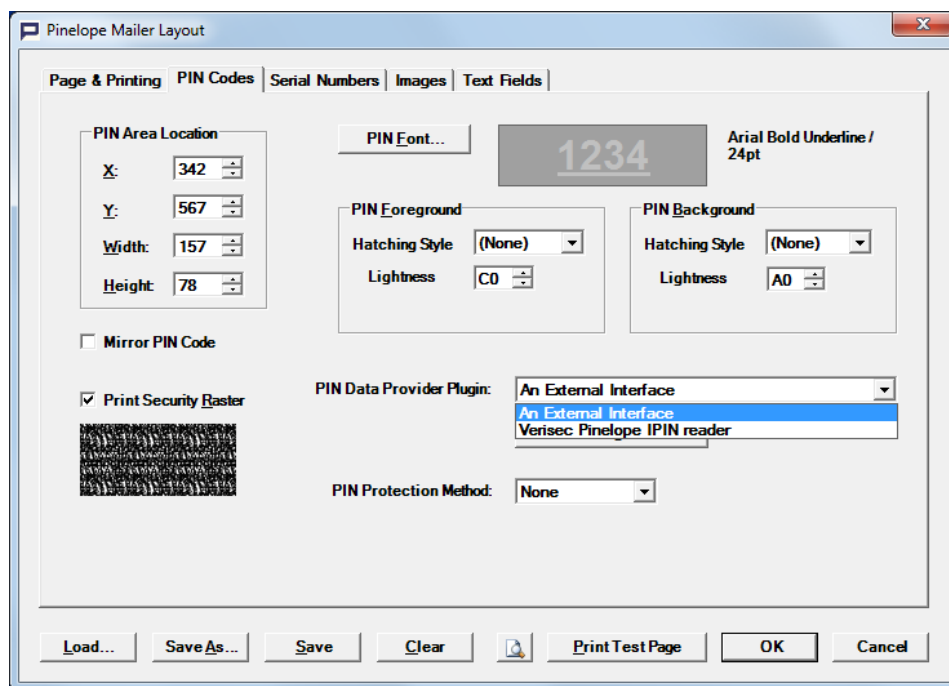 Pinelope Mailer Layout
Page & Printing PIN Codes Serial Numbers Images Text Fields
PIN Area Location
X: 342
Y: 567
Width: 157
Height: 78
PIN Font...
1234
Arial Bold Underline /
24pt
PIN Foreground
Hatching Style (None)
Lightness C0
PIN Background
Hatching Style (None)
Lightness A0
Mirror PIN Code
Print Security Raster
PIN Data Provider Plugin: An External Interface
An External Interface
Verisec Pinelope IPIN reader
PIN Protection Method: None
Load... Save As... Save Clear Print Test Page OK Cancel